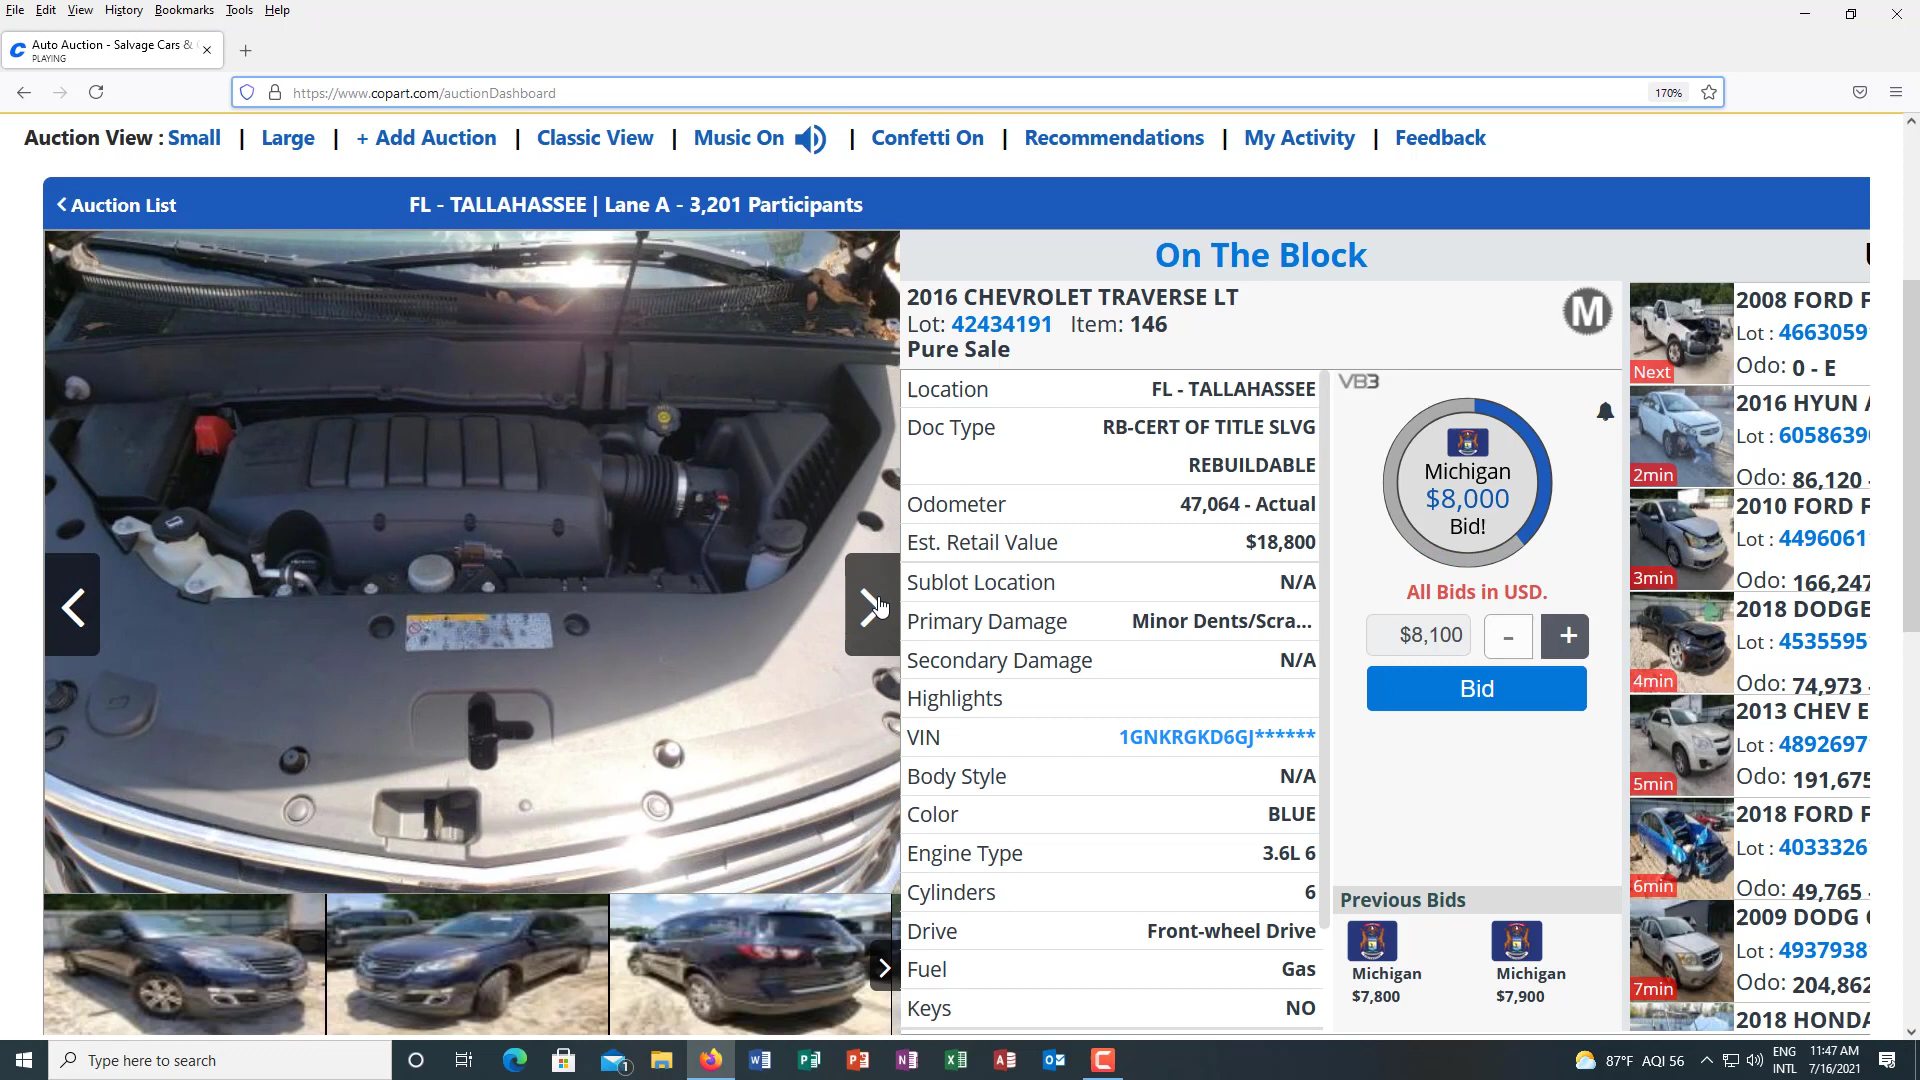 File Edit View History Bookmarks Tools Help
Auto Auction - Salvage Cars &
PLAYING
https://www.copart.com/auctionDashboard
170%
Auction View : Small | Large | + Add Auction | Classic View | Music On | Confetti On | Recommendations | My Activity | Feedback
Auction List
FL - TALLAHASSEE | Lane A - 3,201 Participants
On The Block
2016 CHEVROLET TRAVERSE LT
Lot: 42434191 Item: 146
Pure Sale
M
Location FL - TALLAHASSEE
Doc Type RB-CERT OF TITLE SLVG
REBUILDABLE
Odometer 47,064 - Actual
Est. Retail Value $18,800
Sublot Location N/A
Primary Damage Minor Dents/Scra...
Secondary Damage N/A
Highlights
VIN 1GNKRGKD6GJ******
Body Style N/A
Color BLUE
Engine Type 3.6L 6
Cylinders 6
Drive Front-wheel Drive
Fuel Gas
Keys NO
VB3
Michigan
$8,000
Bid!
All Bids in USD.
$8,100 - +
Bid
Previous Bids
Michigan
$7,800
Michigan
$7,900
2008 FORD F
Lot : 4663059
Odo: 0 - E
Next
2016 HYUN A
Lot : 6058639
Odo: 86,120
2min
2010 FORD F
Lot : 4496061
Odo: 166,247
3min
2018 DODGE
Lot : 4535595
Odo: 74,973
4min
2013 CHEV E
Lot : 4892697
Odo: 191,675
5min
2018 FORD F
Lot : 4033326
Odo: 49,765
6min
2009 DODG
Lot : 4937938
Odo: 204,862
7min
2018 HONDA
Type here to search
1
87°F AQI 56
ENG
INTL
11:47 AM
7/16/2021